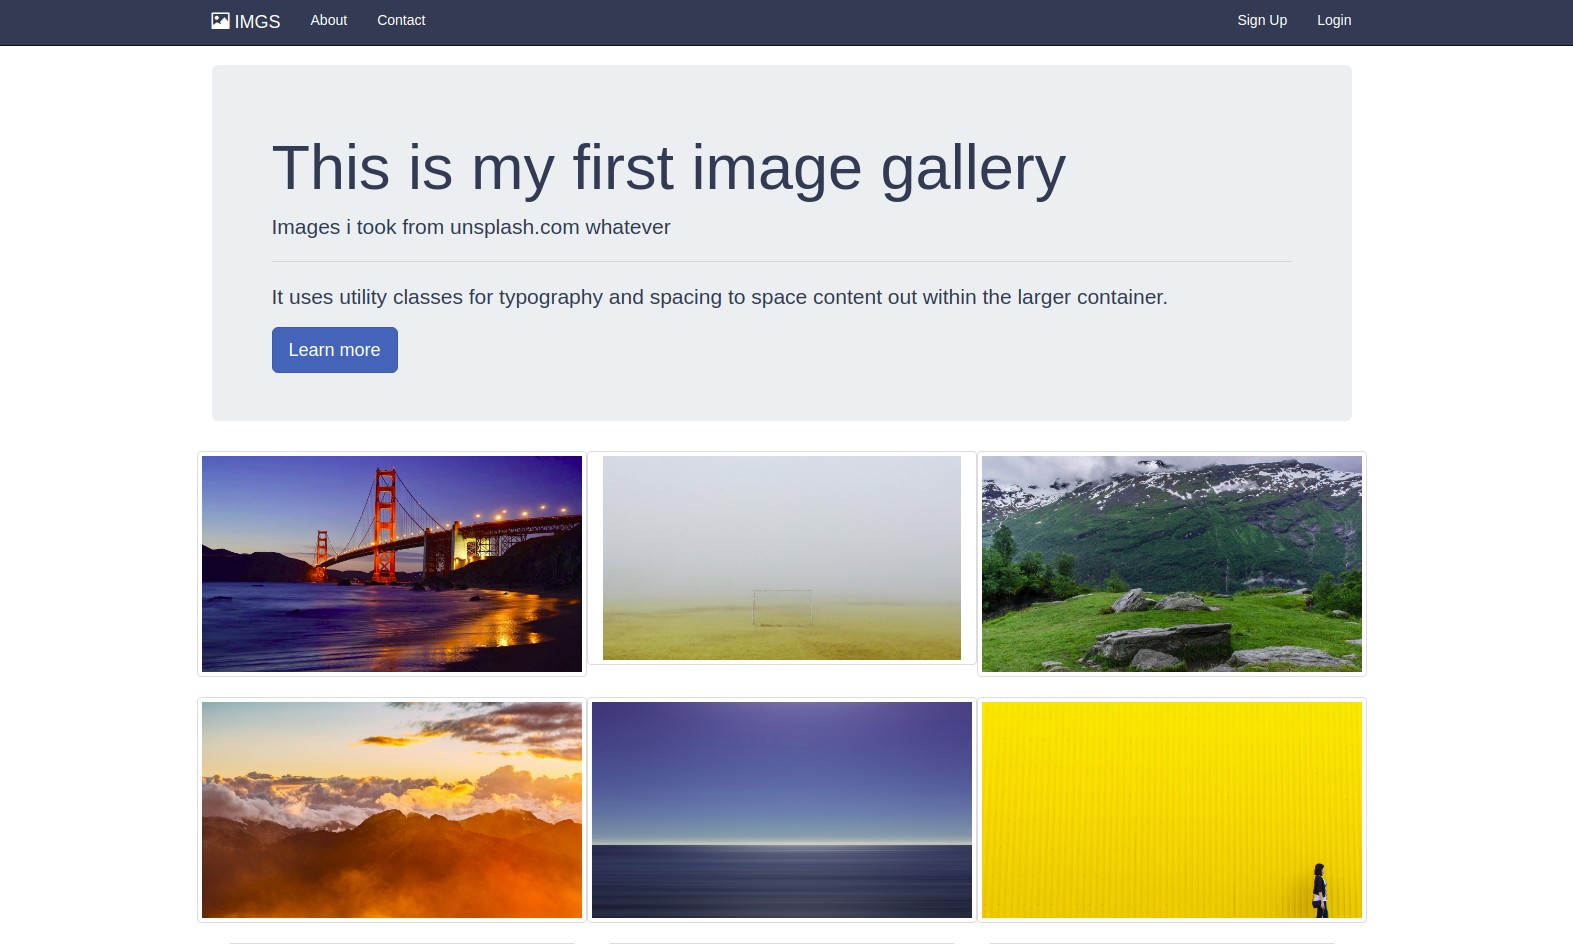 IMGS About Contact Sign Up Login
This is my first image gallery
Images i took from unsplash.com whatever
It uses utility classes for typography and spacing to space content out within the larger container.
Learn more